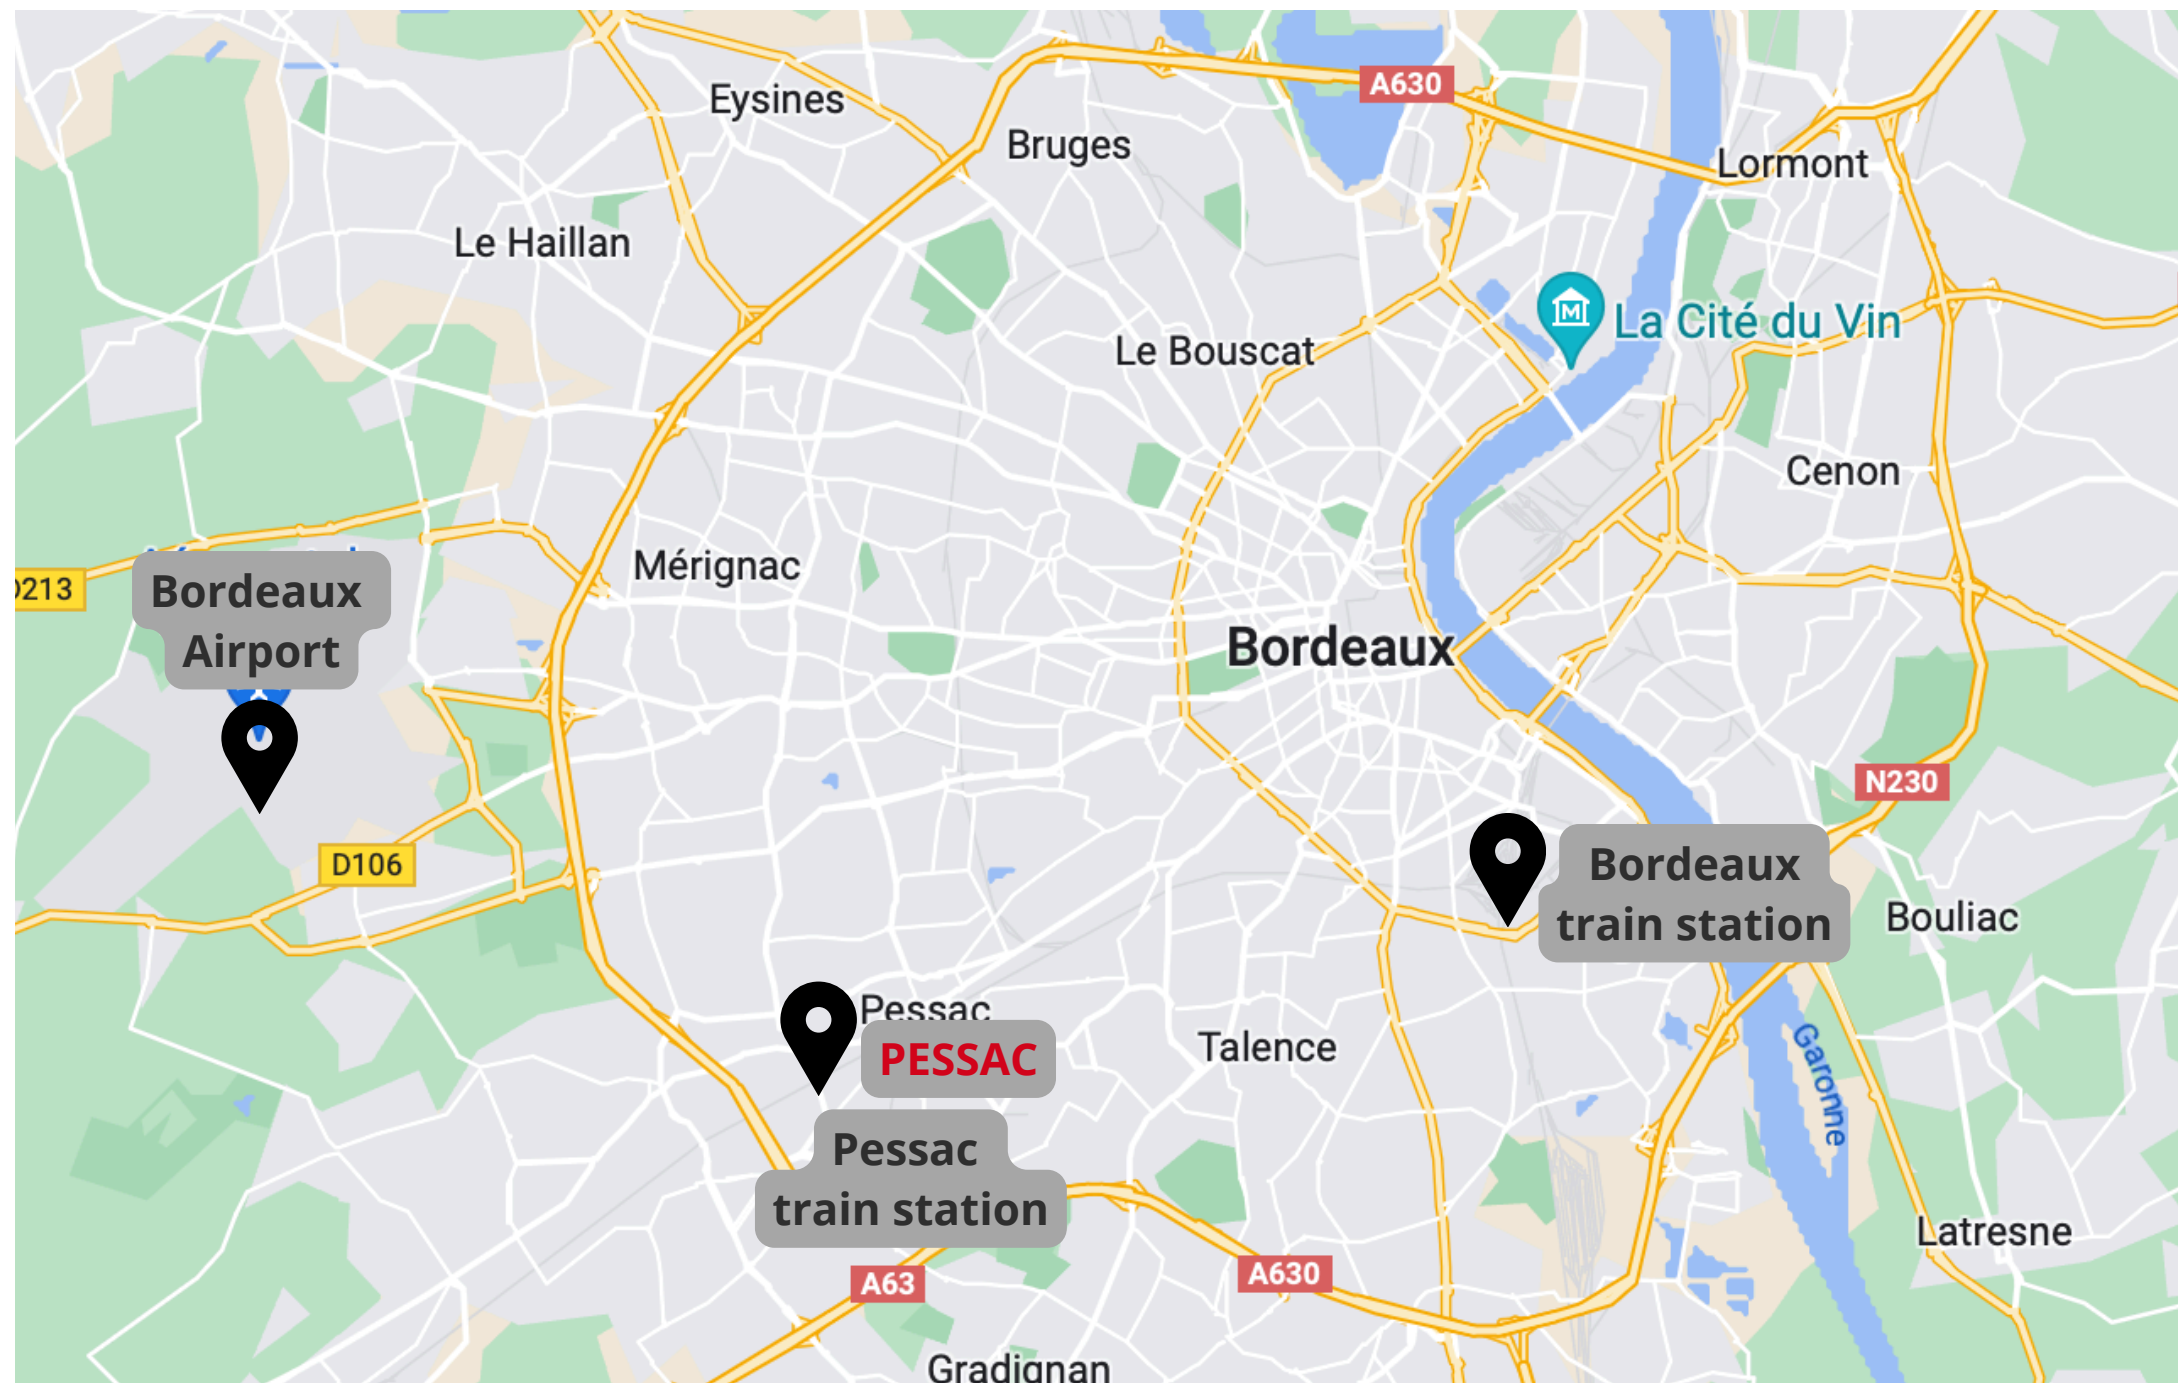 Eysines
A630
Bruges
Lormont
Le Haillan
La Cité du Vin
Le Bouscat
Cenon
Mérignac
D213
Bordeaux
Airport
Bordeaux
N230
D106
Bordeaux
train station
Bouliac
Pessac
PESSAC
Talence
Garonne
Pessac
train station
Latresne
A630
A63
Gradignan